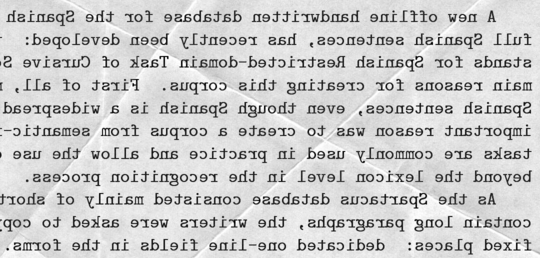 A new offline handwritten database for the Spanish
full Spanish sentences, has recently been developed:
stands for Spanish Restricted-domain Task of Cursive
main reasons for creating this corpus. First of all,
Spanish sentences, even though Spanish is a widespread
important reason was to create a corpus from semantic-
tasks are commonly used in practice and allow the use
beyond the lexicon level in the recognition process.
As the Spartacus database consisted mainly of short
contain long paragraphs, the writers were asked to copy
fixed places: dedicated one-line fields in the forms.